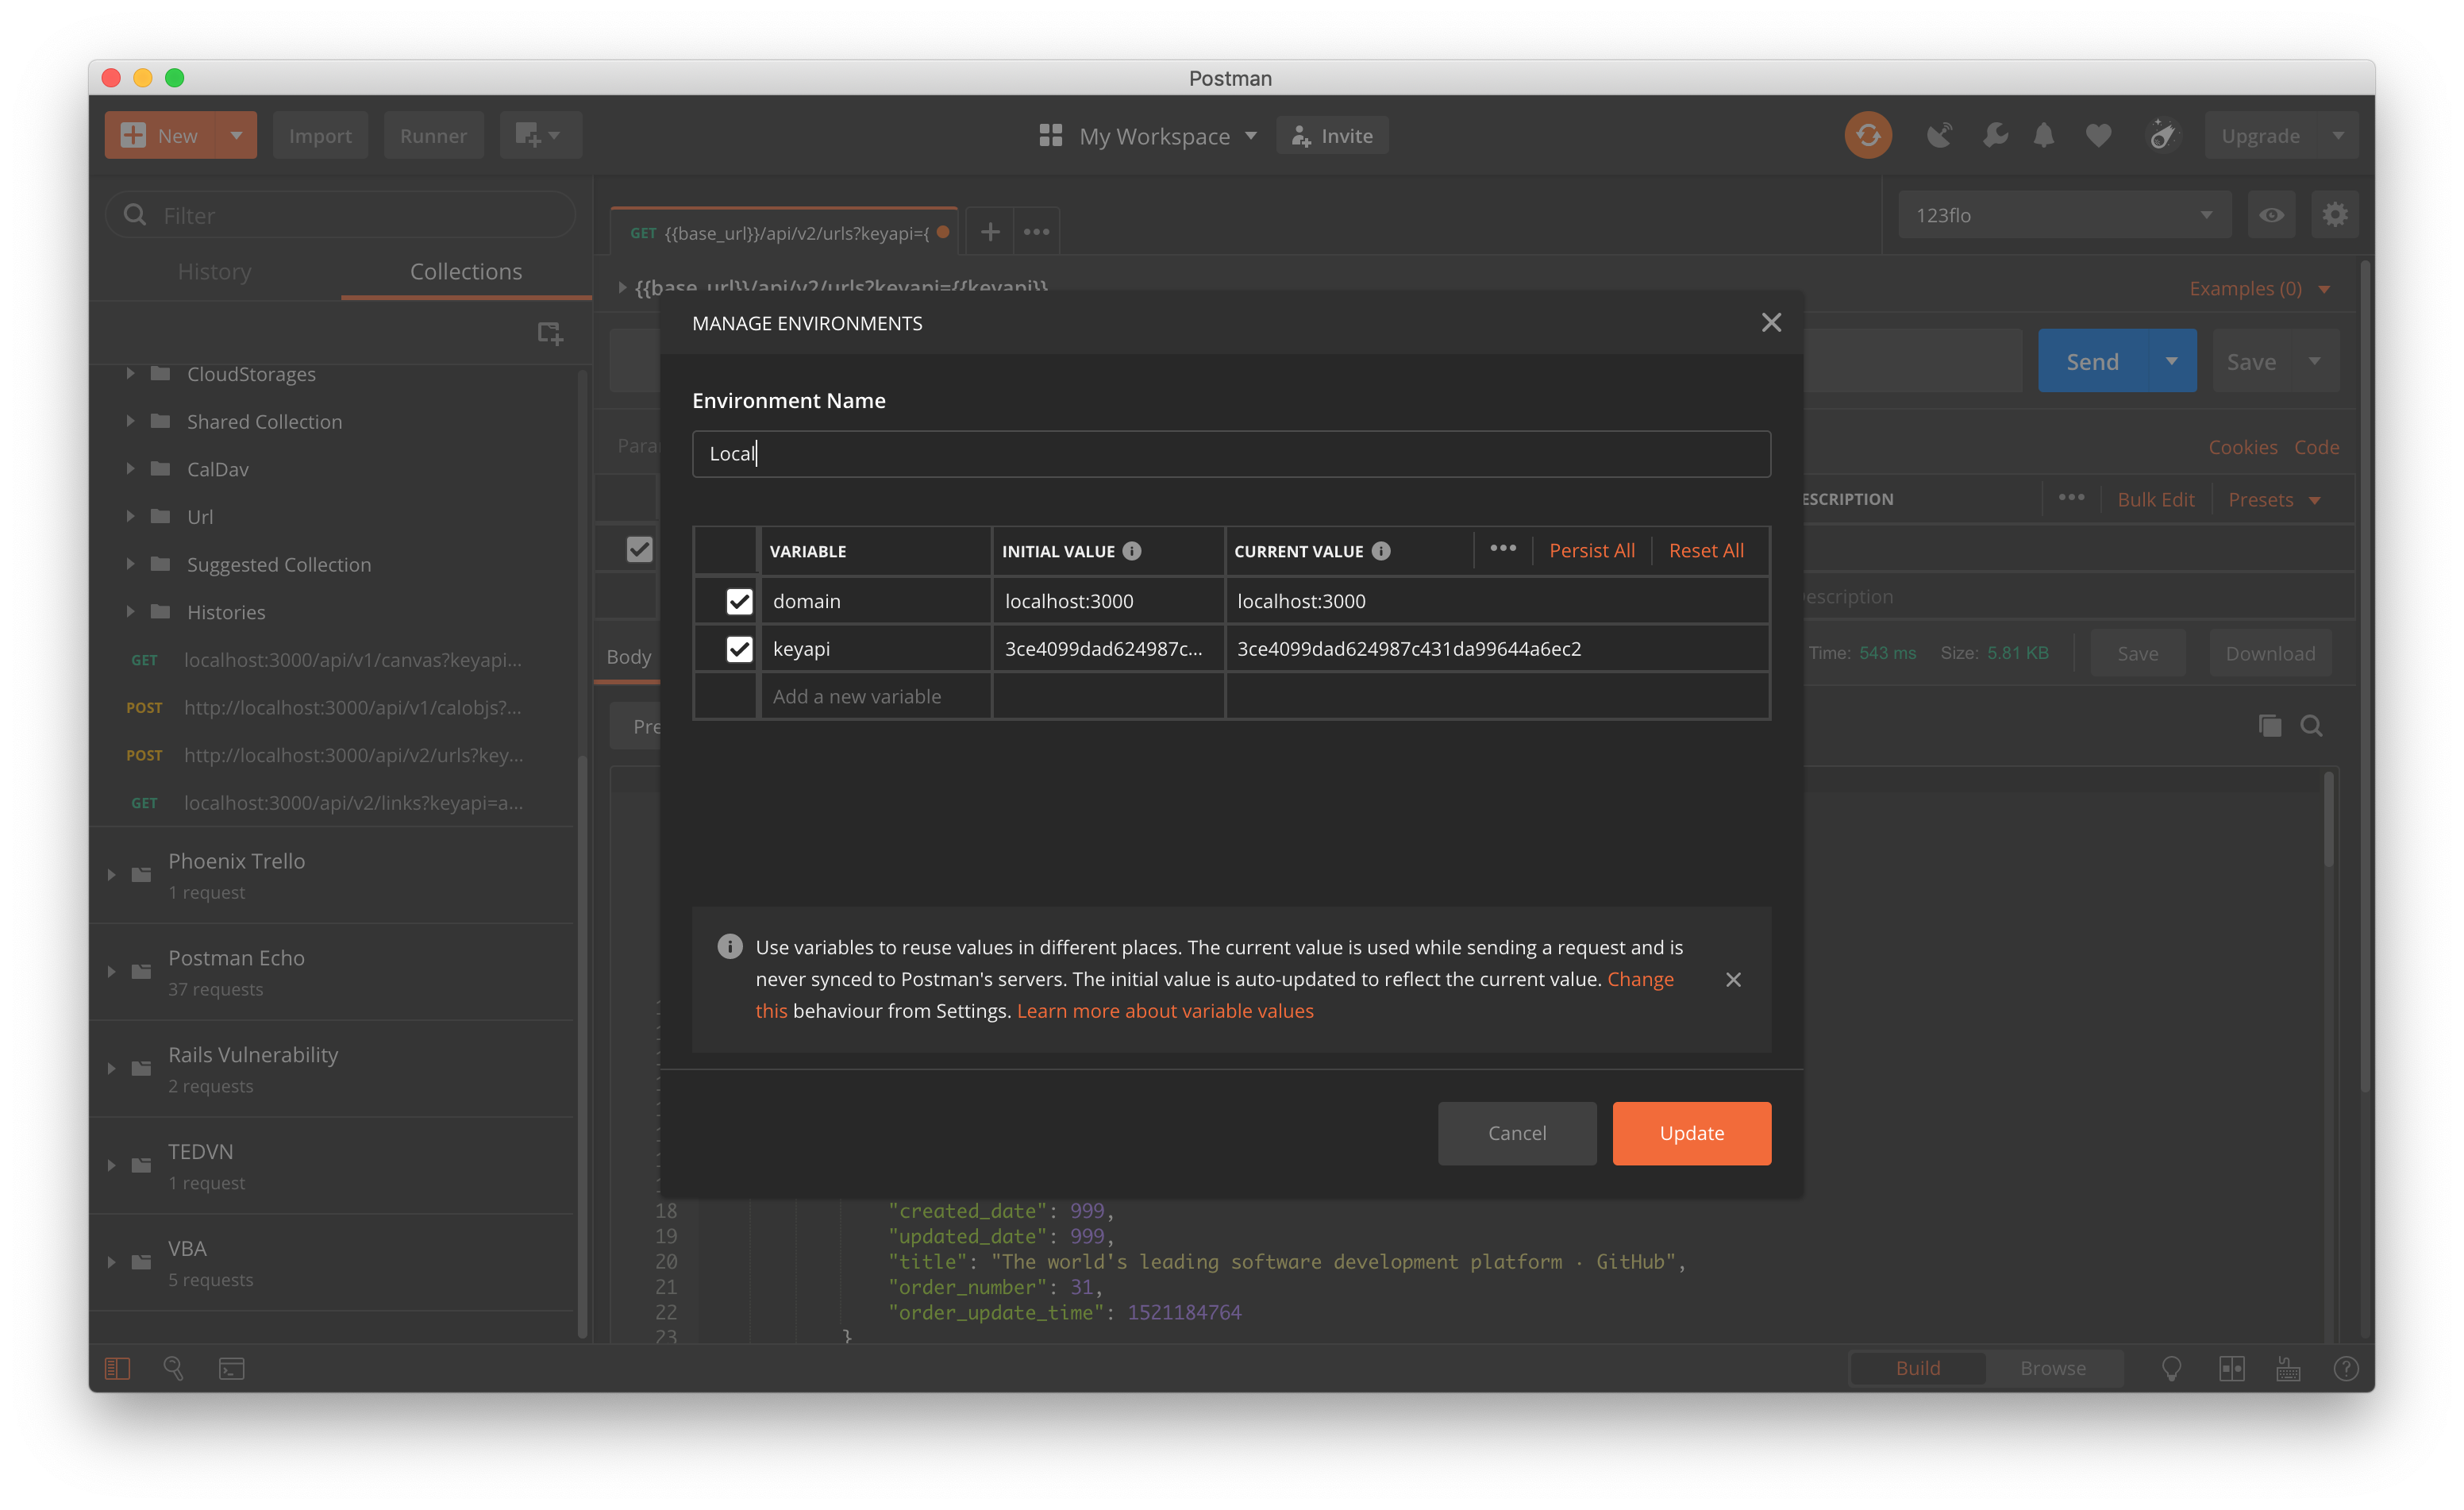 Postman
New
Import
Runner
My Workspace
Invite
Upgrade
Filter
History
Collections
GET {{base_url}}/api/v2/urls?keyapi={
123flo
{{base_url}}/api/v2/urls?keyapi={{keyapi}}
Examples (0)
Send
Save
Cookies Code
ESCRIPTION
Bulk Edit
Presets
escription
Body
Time: 543 ms Size: 5.81 KB
Save
Download
CloudStorages
Shared Collection
CalDav
Url
Suggested Collection
Histories
GET localhost:3000/api/v1/canvas?keyapi...
POST http://localhost:3000/api/v1/calobjs?...
POST http://localhost:3000/api/v2/urls?key...
GET localhost:3000/api/v2/links?keyapi=a...
Phoenix Trello
1 request
Postman Echo
37 requests
Rails Vulnerability
2 requests
TEDVN
1 request
VBA
5 requests
MANAGE ENVIRONMENTS
Environment Name
Local
VARIABLE INITIAL VALUE CURRENT VALUE ••• Persist All Reset All
domain localhost:3000 localhost:3000
keyapi 3ce4099dad624987c... 3ce4099dad624987c431da99644a6ec2
Add a new variable
Use variables to reuse values in different places. The current value is used while sending a request and is
never synced to Postman's servers. The initial value is auto-updated to reflect the current value. Change
this behaviour from Settings. Learn more about variable values
Cancel
Update
18 "created_date": 999,
19 "updated_date": 999,
20 "title": "The world's leading software development platform · GitHub",
21 "order_number": 31,
22 "order_update_time": 1521184764
23 }
Build
Browse